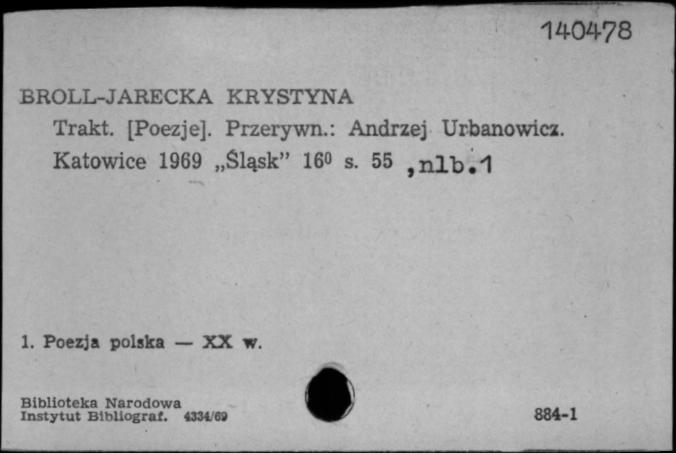 140478
BROLL-JARECKA KRYSTYNA
Trakt. [Poezje]. Przerywn.: Andrzej Urbanowicz.
Katowice 1969 „Śląsk” 16⁰ s. 55 ,nlb.1
1. Poezja polska — XX w.
Biblioteka Narodowa
Instytut Bibliograf. 4334/69
884-1